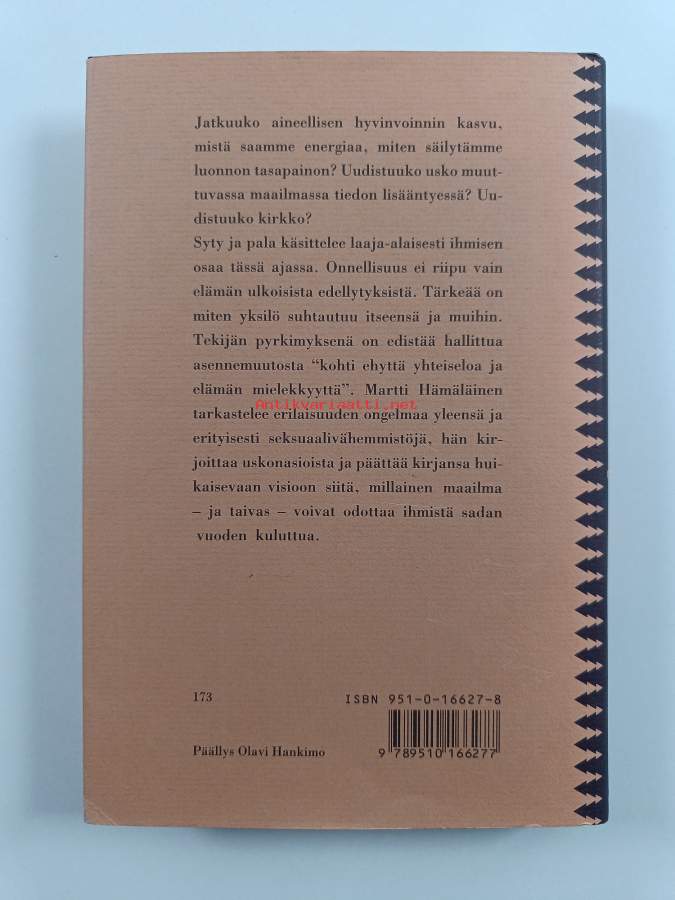 Jatkuuko aineellisen hyvinvoinnin kasvu,
mistä saamme energiaa, miten säilytämme
luonnon tasapainon? Uudistuuko usko muut-
tuvassa maailmassa tiedon lisääntyessä? Uu-
distuuko kirkko?
Syty ja pala käsittelee laaja-alaisesti ihmisen
osaa tässä ajassa. Onnellisuus ei riipu vain
elämän ulkoisista edellytyksistä. Tärkeää on
miten yksilö suhtautuu itseensä ja muihin.
Tekijän pyrkimyksenä on edistää hallittua
asennemuutosta “kohti ehyttä yhteiseloa ja
elämän mielekkyyttä”. Martti Hämäläinen
Antikvariaatti.net
tarkastelee erilaisuuden ongelmaa yleensä ja
erityisesti seksuaalivähemmistöjä, hän kir-
joittaa uskonasioista ja päättää kirjansa hui-
kaisevaan visioon siitä, millainen maailma
– ja taivas – voivat odottaa ihmistä sadan
vuoden kuluttua.
173
ISBN 951-0-16627-8
9 789510 166277
Päällys Olavi Hankimo